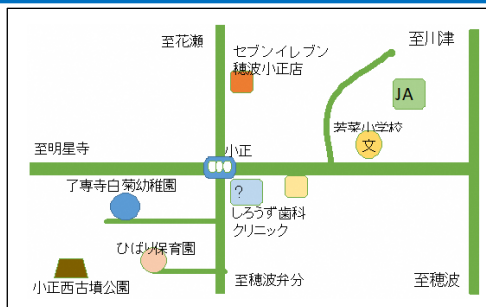 至花瀬
セブンイレブン
穂波小正店
至川津
JA
若菜小学校
文
至明星寺
小正
了専寺白菊幼稚園
?
しろうず歯科
クリニック
ひばり保育園
小正西古墳公園
至穂波弁分
至穂波